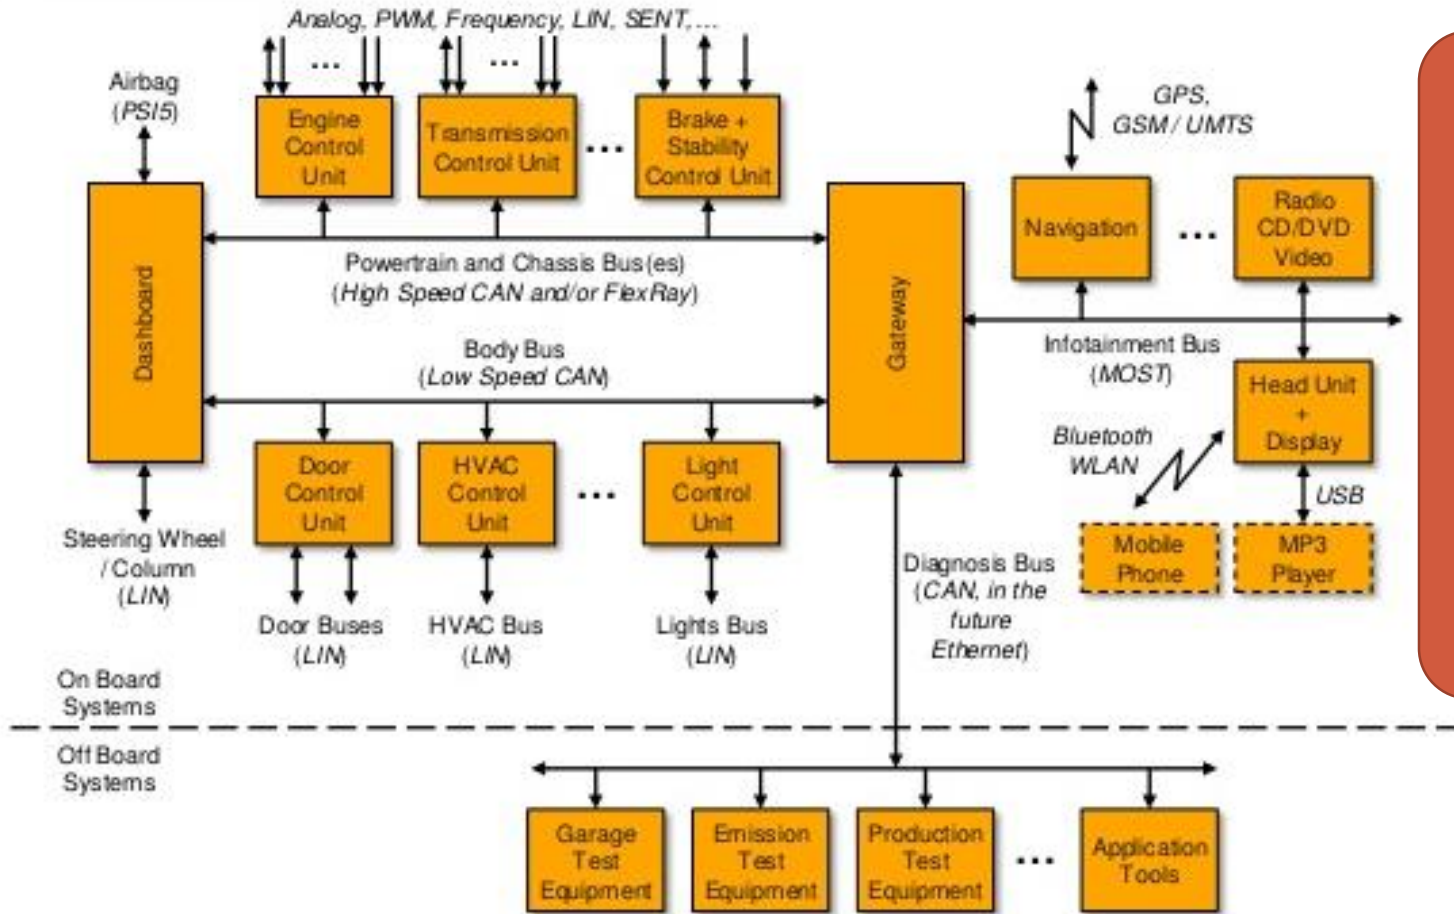 Analog, PWM, Frequency, LIN, SENT,...
Airbag
(PSI5)
...
...
Engine
Control
Unit
Transmission
Control Unit
...
Brake +
Stability
Control Unit
GPS,
GSM / UMTS
Dashboard
Gateway
Navigation
...
Radio
CD/DVD
Video
Powertrain and Chassis Bus(es)
(High Speed CAN and/or FlexRay)
Infotainment Bus
(MOST)
Body Bus
(Low Speed CAN)
Head Unit
+
Display
Bluetooth
WLAN
Door
Control
Unit
HVAC
Control
Unit
...
Light
Control
Unit
USB
Mobile
Phone
MP3
Player
Steering Wheel
/ Column
(LIN)
Door Buses
(LIN)
HVAC Bus
(LIN)
Lights Bus
(LIN)
Diagnosis Bus
(CAN, in the
future
Ethernet)
On Board
Systems
Off Board
Systems
Garage
Test
Equipment
Emission
Test
Equipment
Production
Test
Equipment
...
Application
Tools